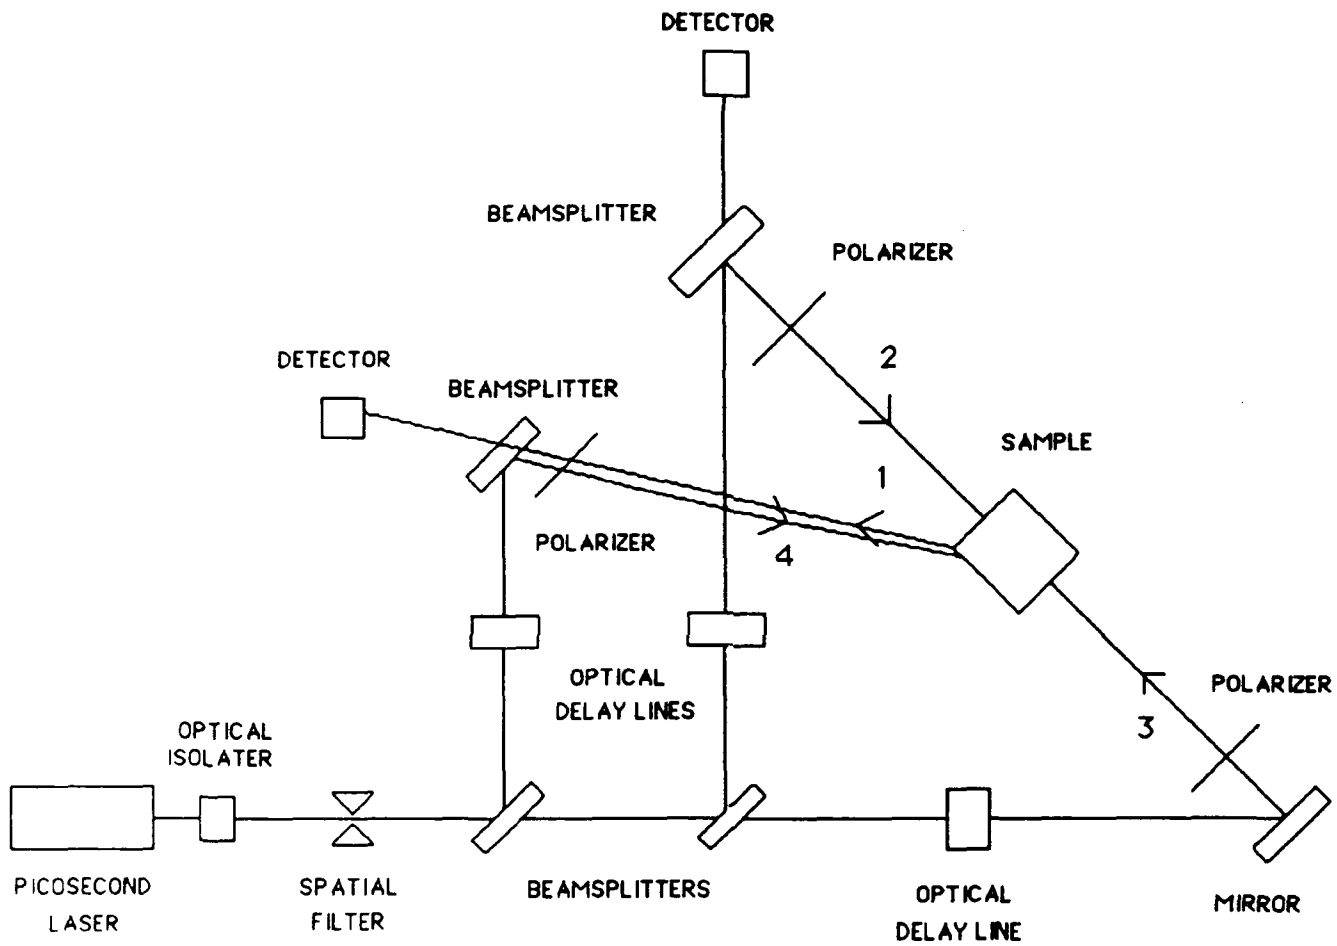 DETECTOR
BEAMSPLITTER
POLARIZER
2
DETECTOR
BEAMSPLITTER
SAMPLE
1
POLARIZER
4
OPTICAL
DELAY LINES
POLARIZER
3
OPTICAL
ISOLATER
PICOSECOND
LASER
SPATIAL
FILTER
BEAMSPLITTERS
OPTICAL
DELAY LINE
MIRROR